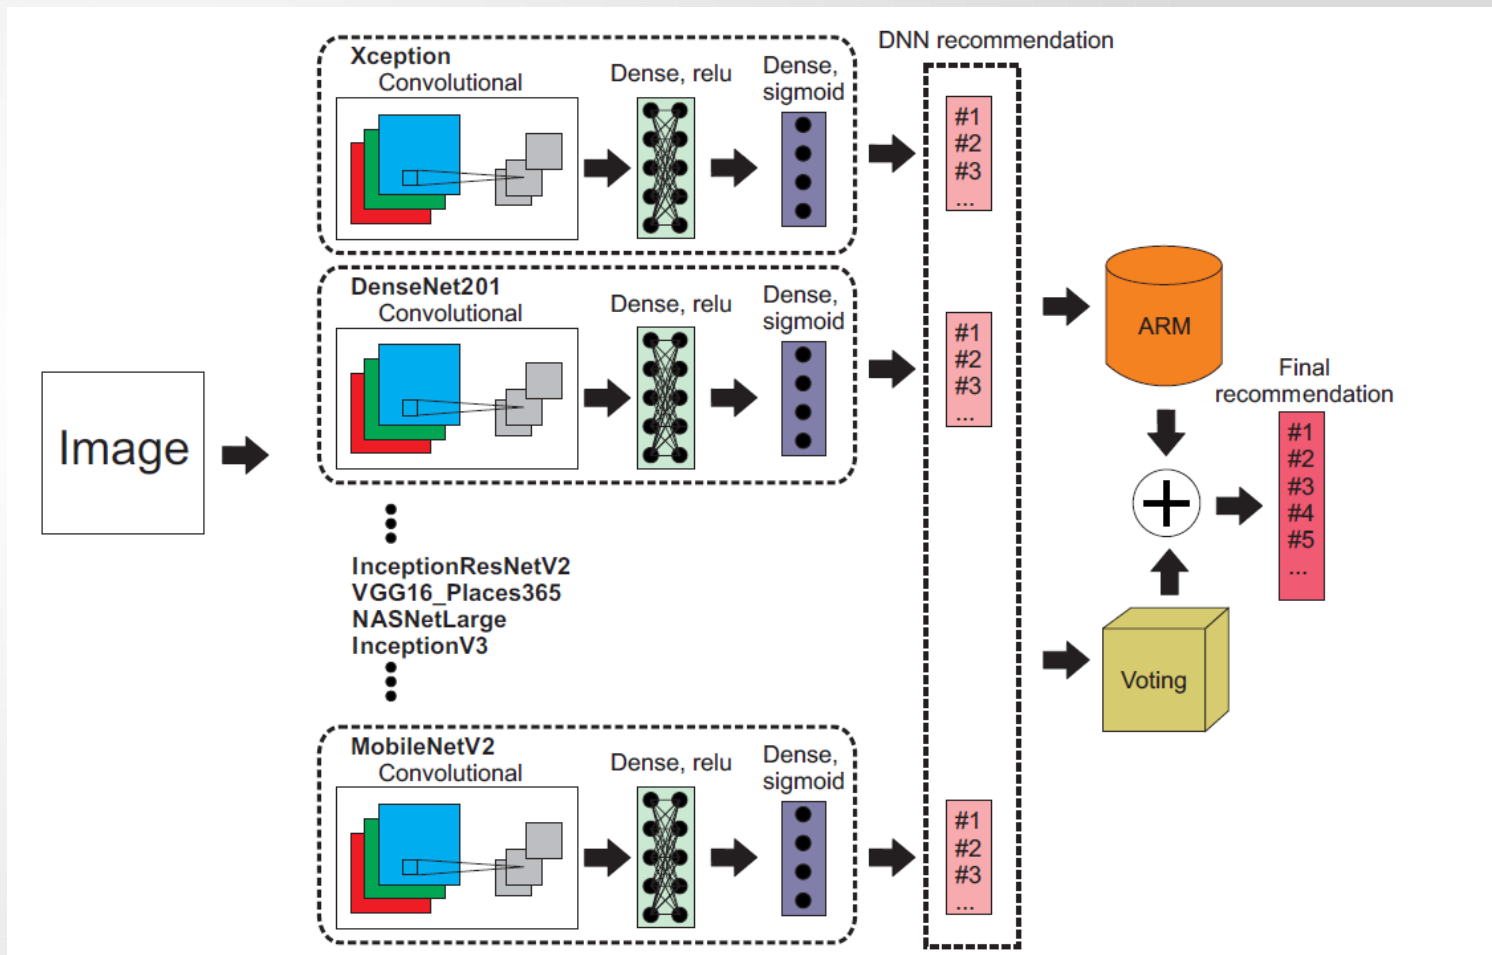 Image
Xception
Convolutional
Dense, relu
Dense,
sigmoid
DenseNet201
Convolutional
Dense, relu
Dense,
sigmoid
InceptionResNetV2
VGG16_Places365
NASNetLarge
InceptionV3
MobileNetV2
Convolutional
Dense, relu
Dense,
sigmoid
DNN recommendation
#1
#2
#3
...
#1
#2
#3
...
#1
#2
#3
...
ARM
Voting
Final
recommendation
#1
#2
#3
#4
#5
...